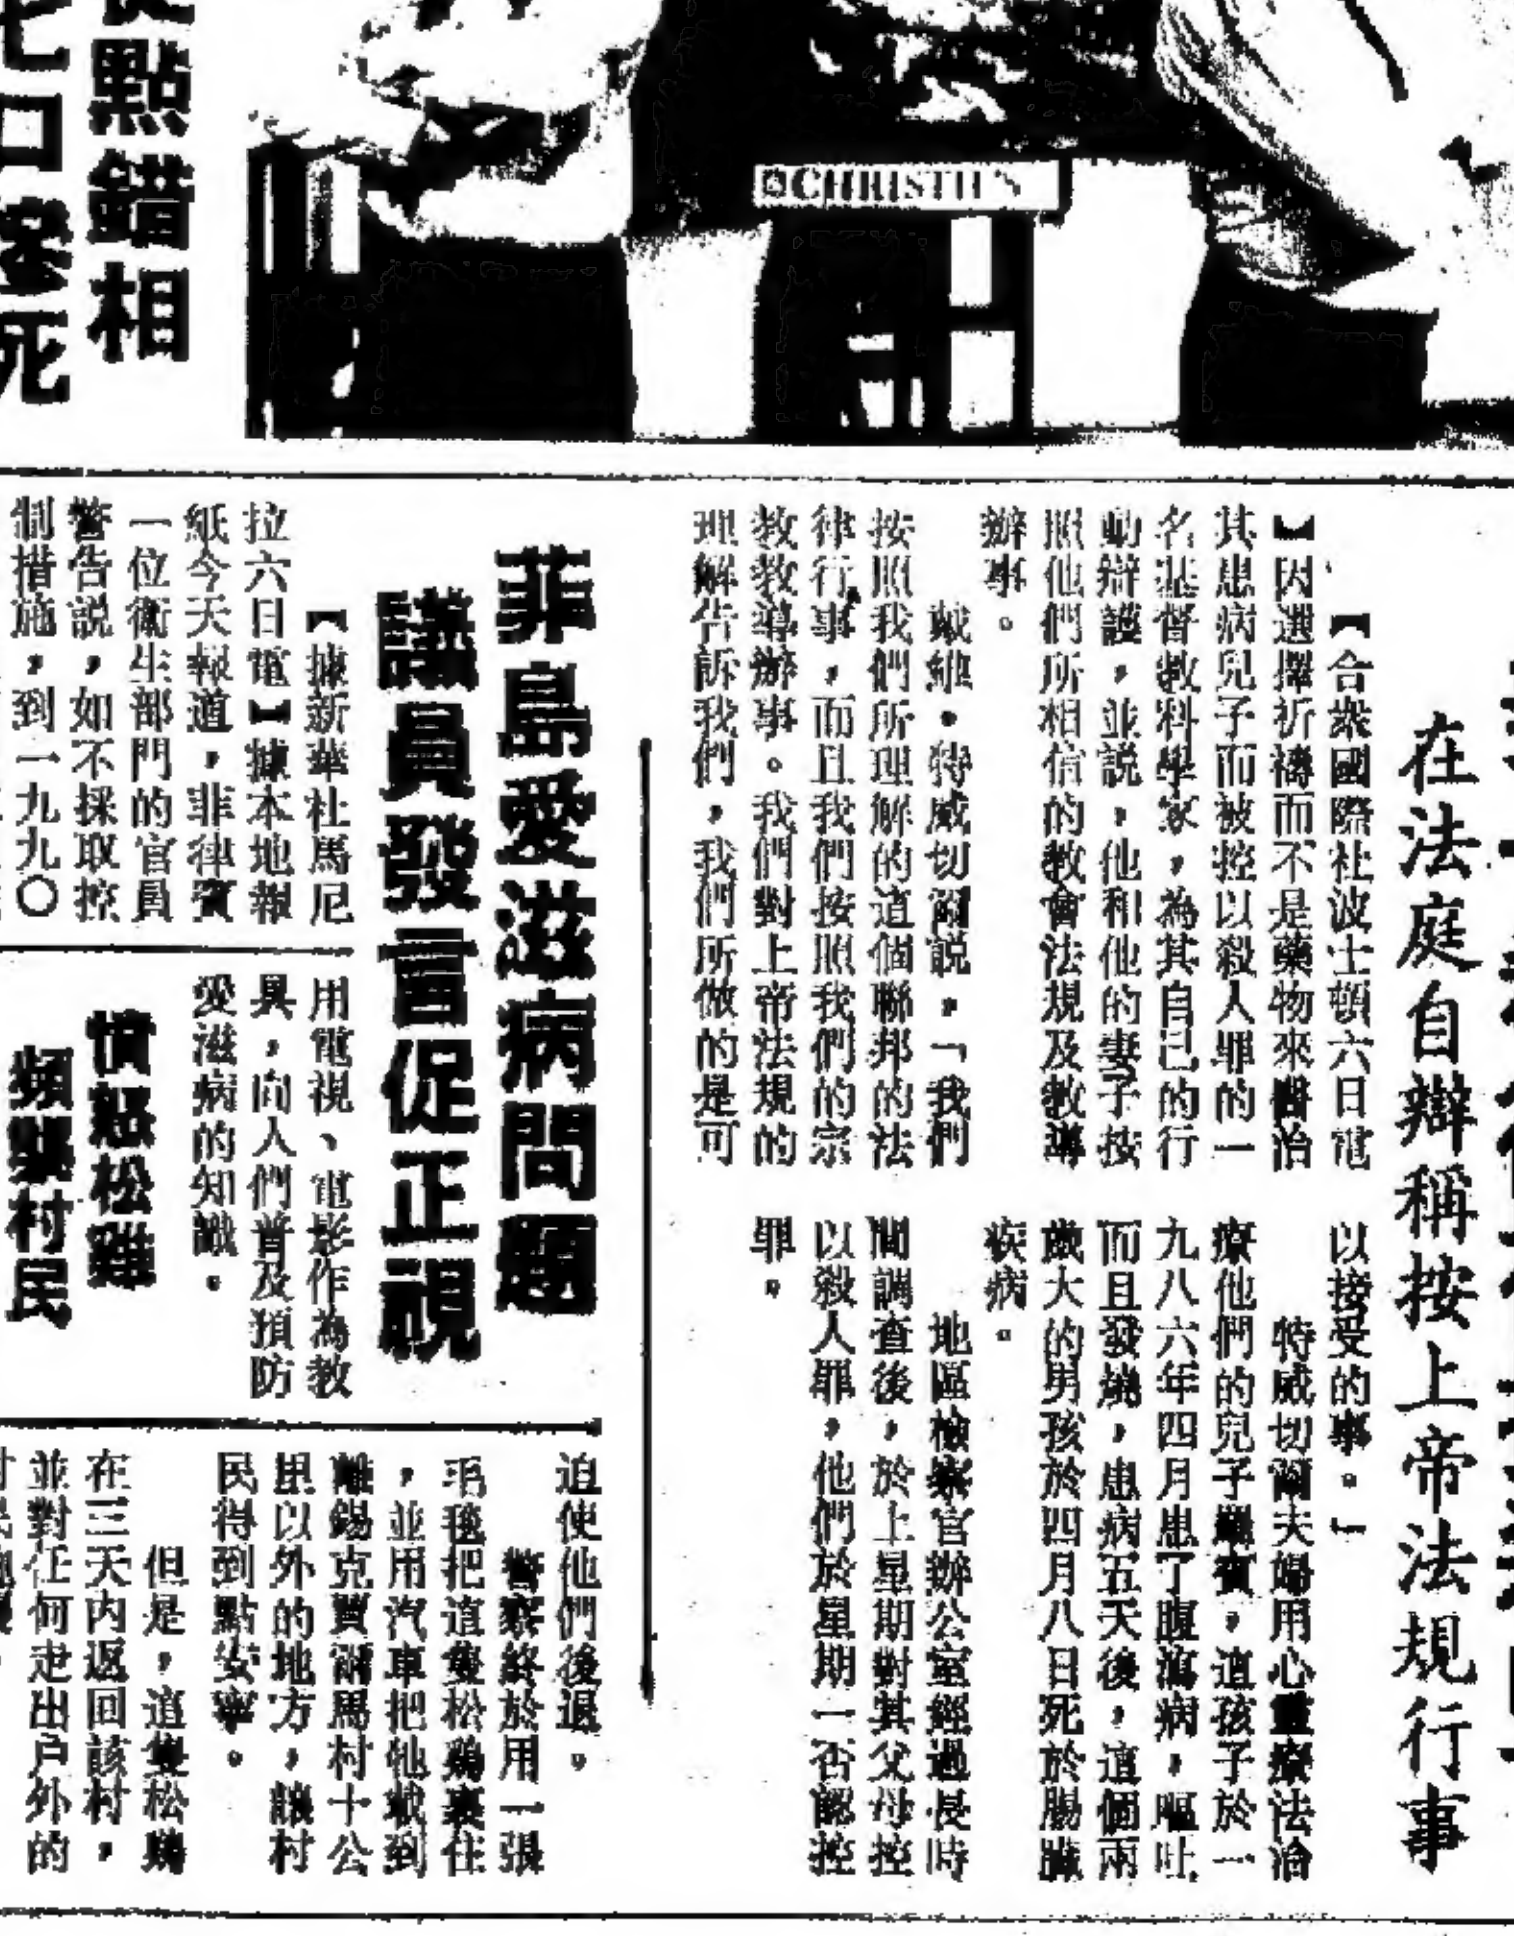 ©CHRISTIE'S
點錯相
七口慘死
在法庭自辯稱按上帝法規行事
【合衆國際社波士頓六日電
】因選擇祈禱而不是藥物來醫治
其患病兒子而被控以殺人罪的一
名基督教科學家，為其自己的行
動辯護，並説，他和他的妻子按
照他們所相信的教會法規及教導
辦事。
戴維·特威切爾説，「我們
按照我們所理解的這個聯邦的法
律行事，而且我們按照我們的宗
教教導辦事。我們對上帝法規的
理解告訴我們，我們所做的是可
以接受的事。」
特威切爾夫婦用心靈療法治
療他們的兒子羅賓，這孩子於一
九八六年四月患了腹瀉病，嘔吐
而且發燒，患病五天後，這個兩
歲大的男孩於四月八日死於腸臟
疾病。
地區檢察官辦公室經過長時
間調查後，於上星期對其父母控
以殺人罪，他們於星期一否認控
罪。
菲島愛滋病問題
議員發言促正視
【據新華社馬尼
拉六日電】據本地報
紙今天報道，菲律賓
一位衞生部門的官員
警告説，如不採取控
制措施，到一九九〇
用電視、電影作為教
具，向人們普及預防
愛滋病的知識。
憤怒松雞
頻襲村民
迫使他們後退。
警察終於用一張
毛毯把這隻松鷄裹住
，並用汽車把牠載到
離錫克賈爾馬村十公
里以外的地方，讓村
民得到點安寧。
但是，這隻松鷄
在三天内返回該村，
並對任何走出户外的